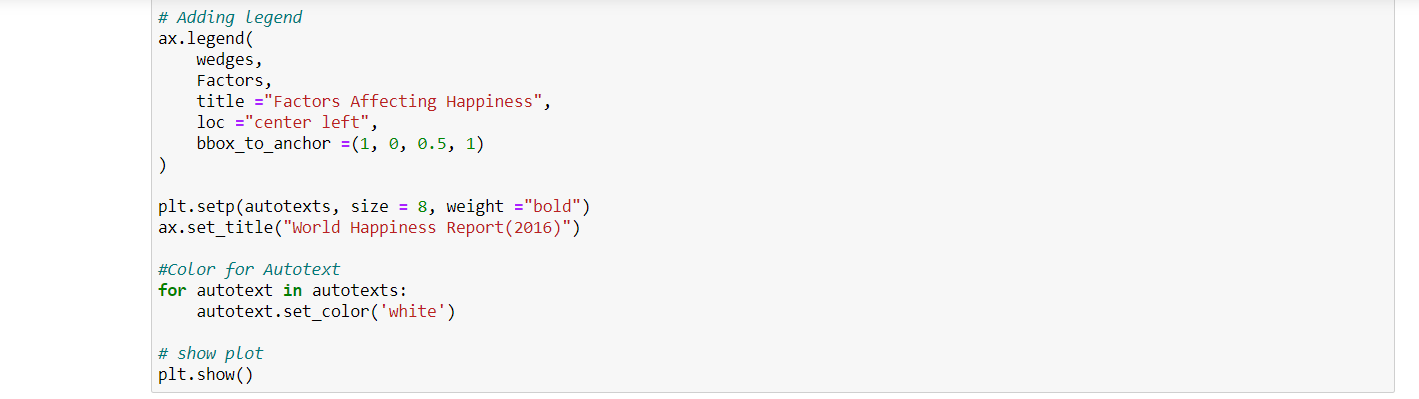 # Adding legend
ax.legend(
    wedges,
    Factors,
    title ="Factors Affecting Happiness",
    loc ="center left",
    bbox_to_anchor =(1, 0, 0.5, 1)
)
plt.setp(autotexts, size = 8, weight ="bold")
ax.set_title("World Happiness Report(2016)")
#Color for Autotext
for autotext in autotexts:
    autotext.set_color('white')
# show plot
plt.show()